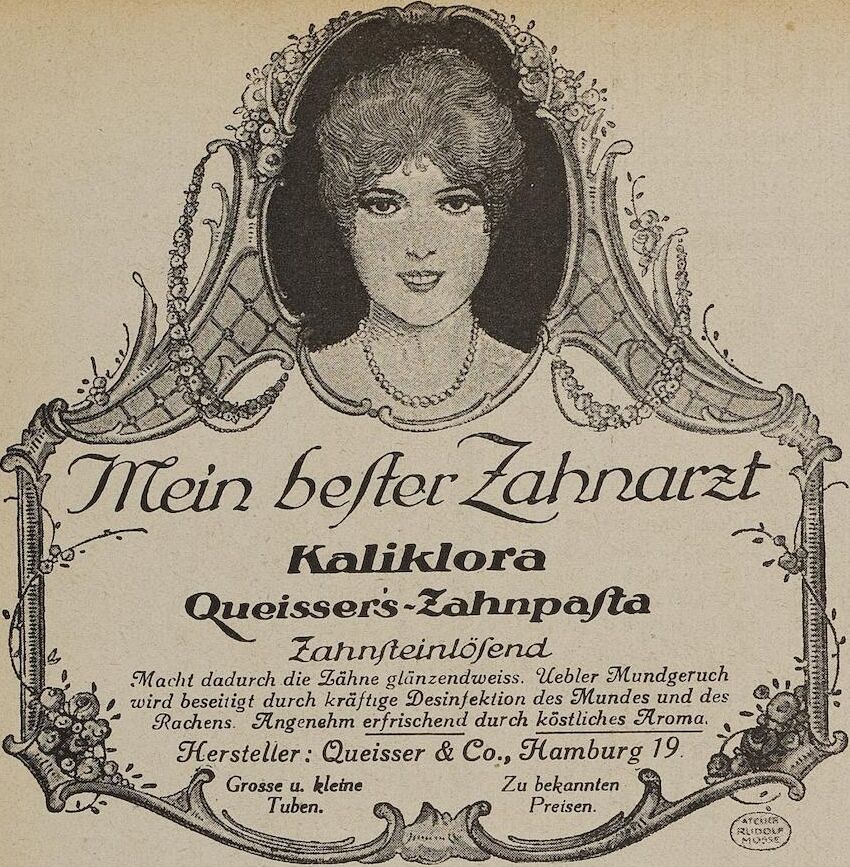 Mein beſter Zahnarzt
Kaliklora
Queisser's-Zahnpaſta
Zahnſteinlöſend
Macht dadurch die Zähne glänzendweiss. Uebler Mundgeruch
wird beseitigt durch kräftige Desinfektion des Mundes und des
Rachens. Angenehm erfrischend durch köstliches Aroma.
Hersteller: Queisser & Co., Hamburg 19.
Grosse u. kleine
Tuben.
Zu bekannten
Preisen.
ATELIER
RUDOLF
MOSSE